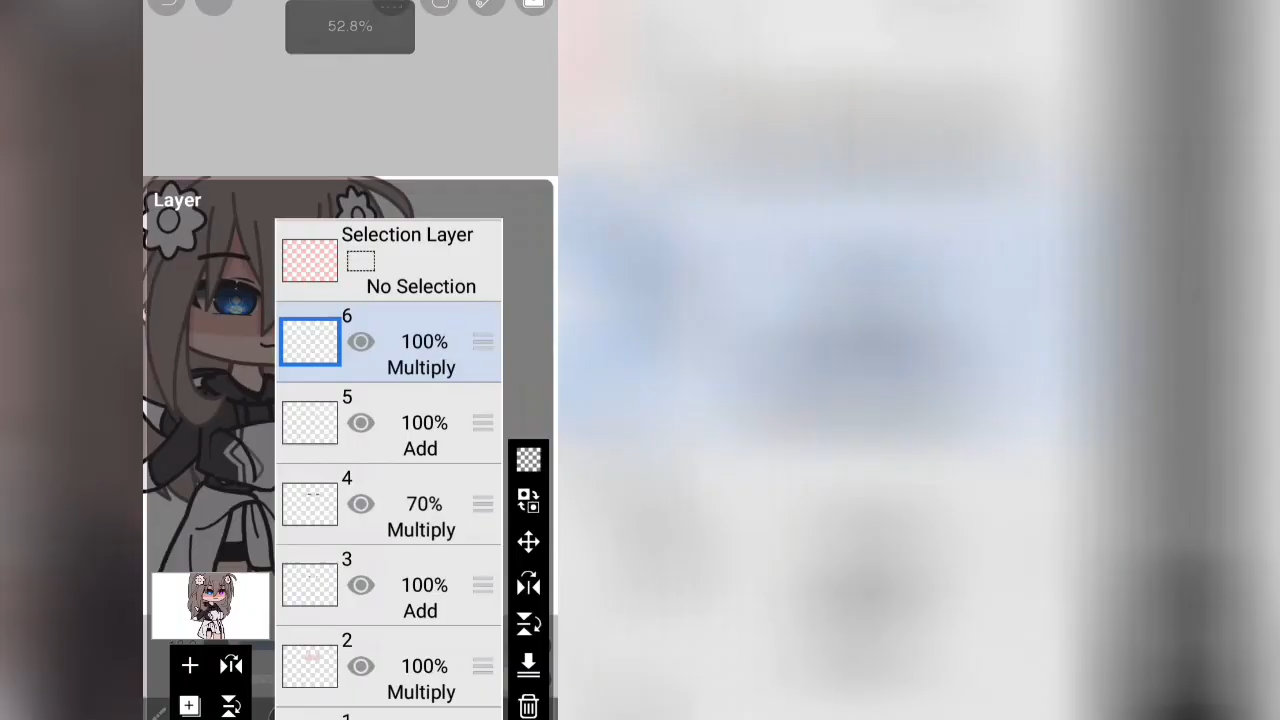 52.8%
Layer
Selection Layer
No Selection
6
100%
Multiply
5
100%
Add
4
70%
Multiply
3
100%
Add
2
100%
Multiply